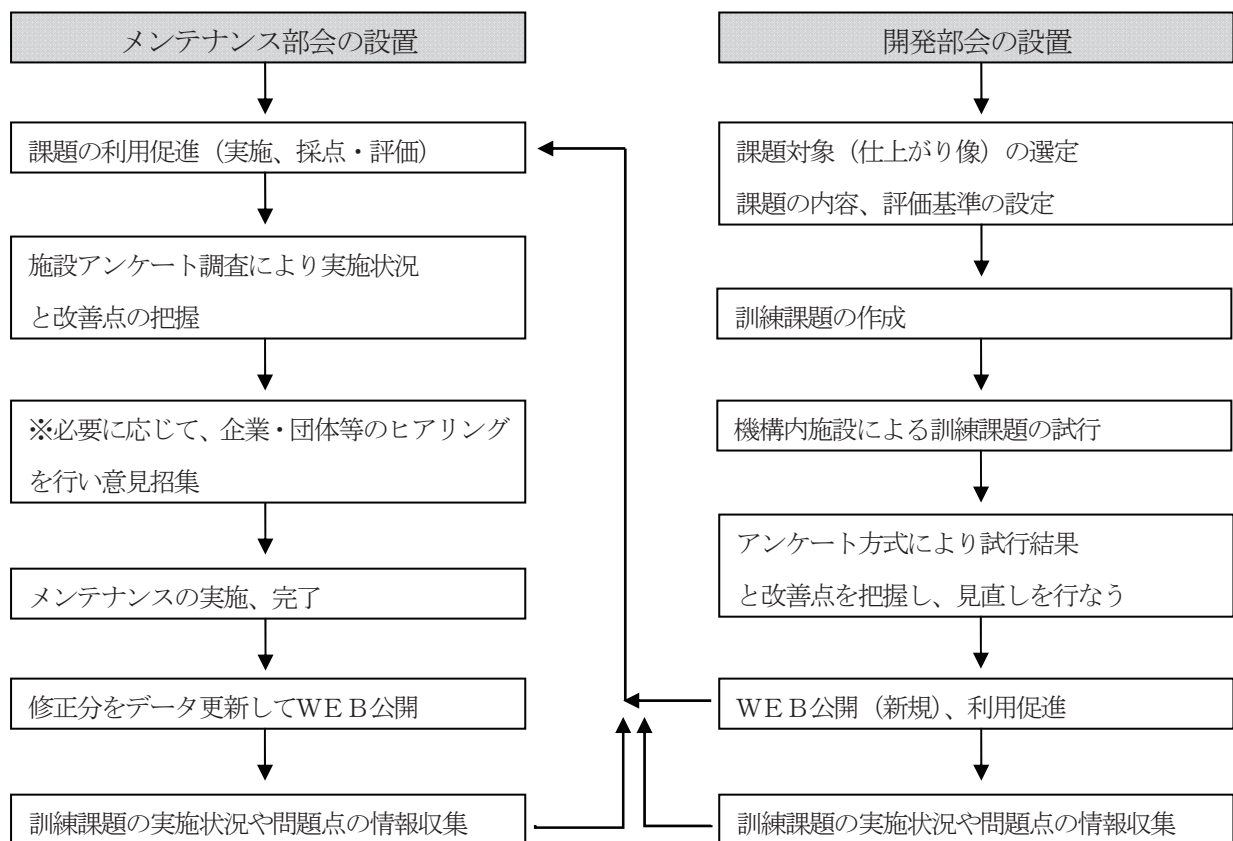 メンテナンス部会の設置
課題の利用促進（実施、採点・評価）
施設アンケート調査により実施状況
と改善点の把握
※必要に応じて、企業・団体等のヒアリング
を行い意見招集
メンテナンスの実施、完了
修正分をデータ更新してＷＥＢ公開
訓練課題の実施状況や問題点の情報収集
開発部会の設置
課題対象（仕上がり像）の選定
課題の内容、評価基準の設定
訓練課題の作成
機構内施設による訓練課題の試行
アンケート方式により試行結果
と改善点を把握し、見直しを行なう
ＷＥＢ公開（新規）、利用促進
訓練課題の実施状況や問題点の情報収集